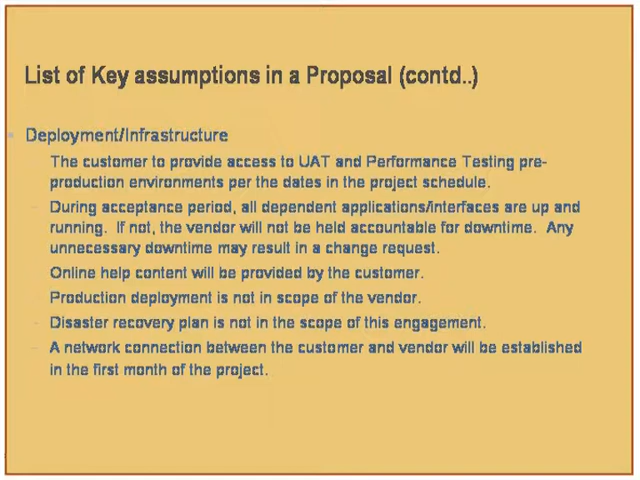 List of Key assumptions in a Proposal (contd..)
Deployment/Infrastructure
The customer to provide access to UAT and Performance Testing pre-
production environments per the dates in the project schedule.
During acceptance period, all dependent applications/interfaces are up and
running. If not, the vendor will not be held accountable for downtime. Any
unnecessary downtime may result in a change request.
Online help content will be provided by the customer.
Production deployment is not in scope of the vendor.
Disaster recovery plan is not in the scope of this engagement.
A network connection between the customer and vendor will be established
in the first month of the project.